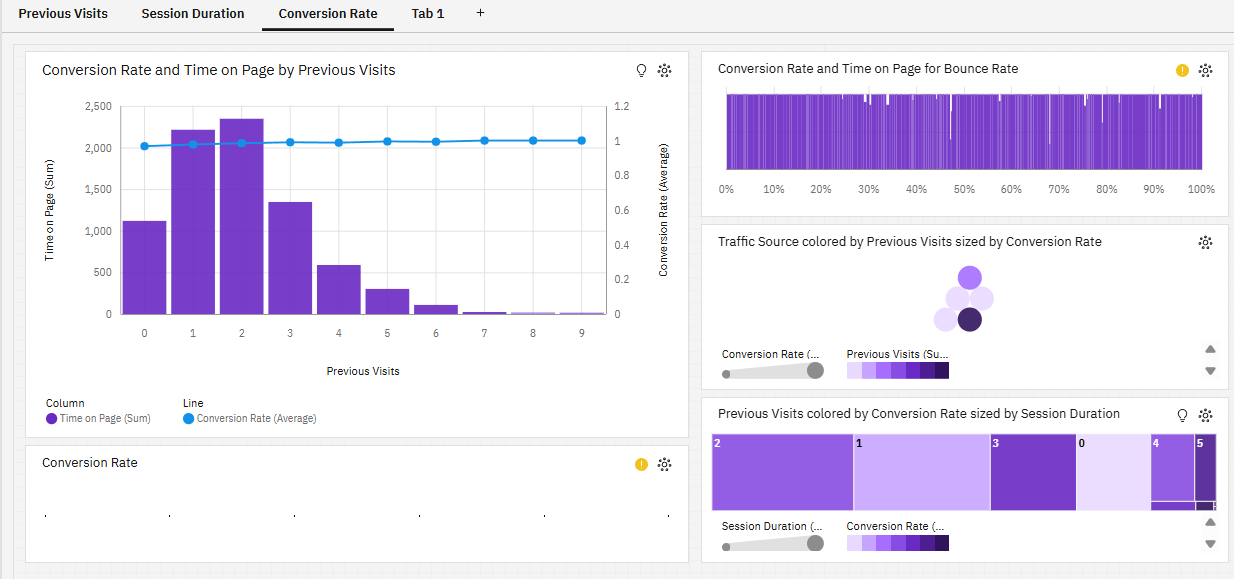 Previous Visits Session Duration Conversion Rate Tab 1 +
Conversion Rate and Time on Page by Previous Visits
2,500
2,000
1,500
1,000
500
0
Time on Page (Sum)
1.2
1
0.8
0.6
0.4
0.2
0
Conversion Rate (Average)
0 1 2 3 4 5 6 7 8 9
Previous Visits
Column
Time on Page (Sum)
Line
Conversion Rate (Average)
Conversion Rate
Conversion Rate and Time on Page for Bounce Rate
0% 10% 20% 30% 40% 50% 60% 70% 80% 90% 100%
Traffic Source colored by Previous Visits sized by Conversion Rate
Conversion Rate (... Previous Visits (Su...
Previous Visits colored by Conversion Rate sized by Session Duration
2 1 3 0 4 5
Session Duration (... Conversion Rate (...